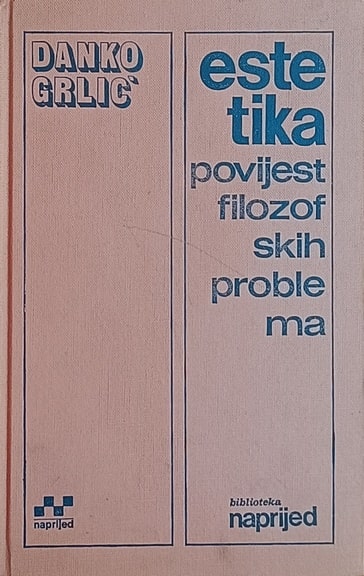 DANKO
GRLIĆ
este
tika
povijest
filozof
skih
proble
ma
naprijed
biblioteka
naprijed